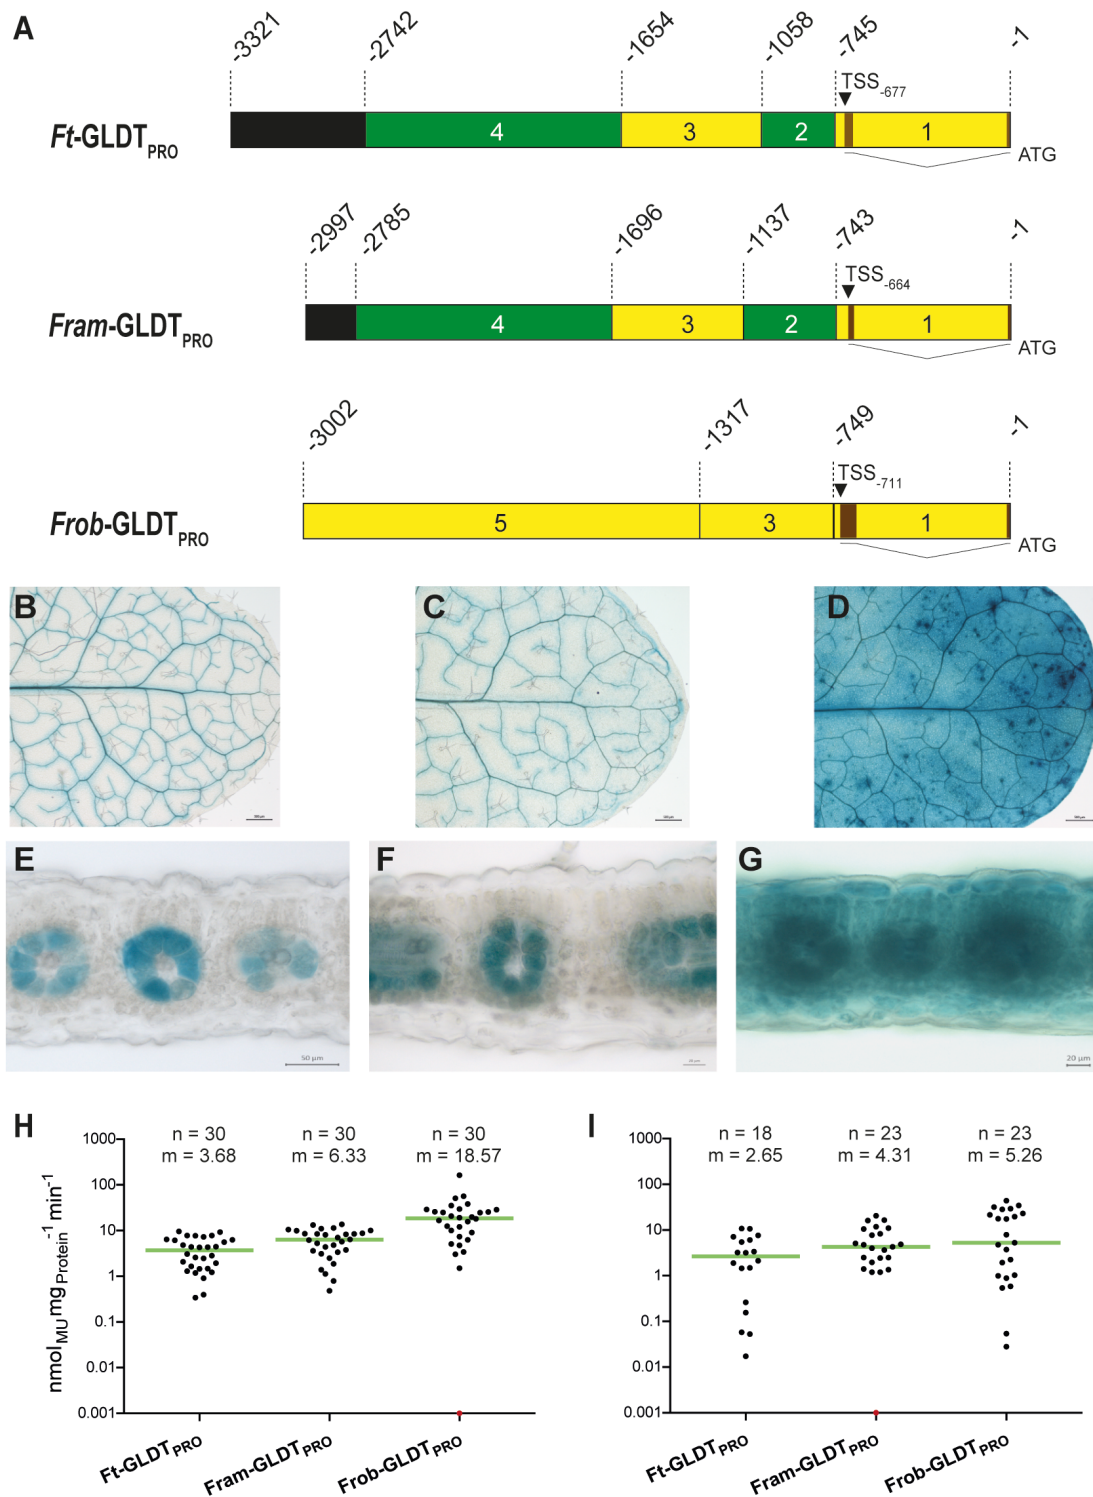 A
-3321 -2742 -1654 -1058 -745 -1
TSS-677
Ft-GLDTPRO 4 3 2 1
ATG
-2997 -2785 -1696 -1137 -743 -1
TSS-664
Fram-GLDTPRO 4 3 2 1
ATG
-3002 -1317 -749 -1
TSS-711
Frob-GLDTPRO 5 3 1
ATG
B C D
E F G
50 µm
20 µm
H
n = 30 n = 30 n = 30
m = 3.68 m = 6.33 m = 18.57
nmolMU mgProtein-1 min-1
1000
100
10
1
0.1
0.01
0.001
Ft-GLDTPRO Fram-GLDTPRO Frob-GLDTPRO
I
n = 18 n = 23 n = 23
m = 2.65 m = 4.31 m = 5.26
1000
100
10
1
0.1
0.01
0.001
Ft-GLDTPRO Fram-GLDTPRO Frob-GLDTPRO